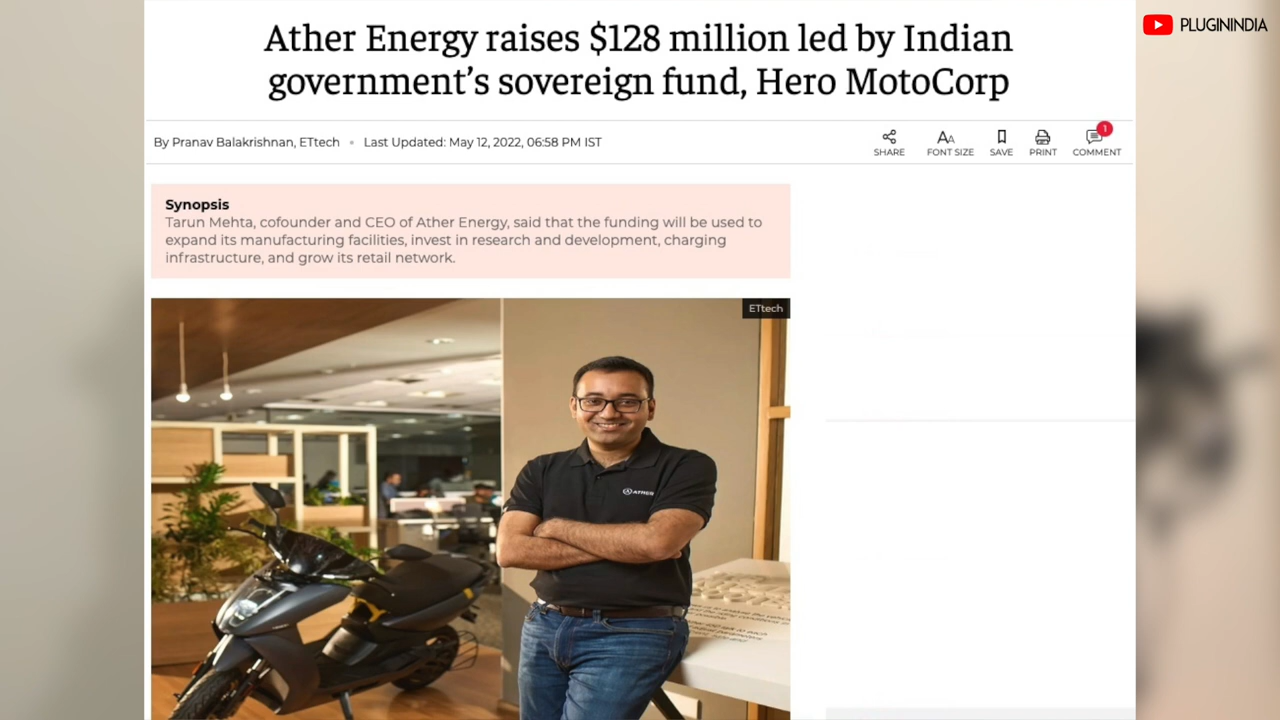 PLUGININDIA
Ather Energy raises $128 million led by Indian
government’s sovereign fund, Hero MotoCorp
By Pranav Balakrishnan, ETtech • Last Updated: May 12, 2022, 06:58 PM IST
SHARE
AA
FONT SIZE
SAVE
PRINT
1
COMMENT
Synopsis
Tarun Mehta, cofounder and CEO of Ather Energy, said that the funding will be used to
expand its manufacturing facilities, invest in research and development, charging
infrastructure, and grow its retail network.
ETtech
ATHER